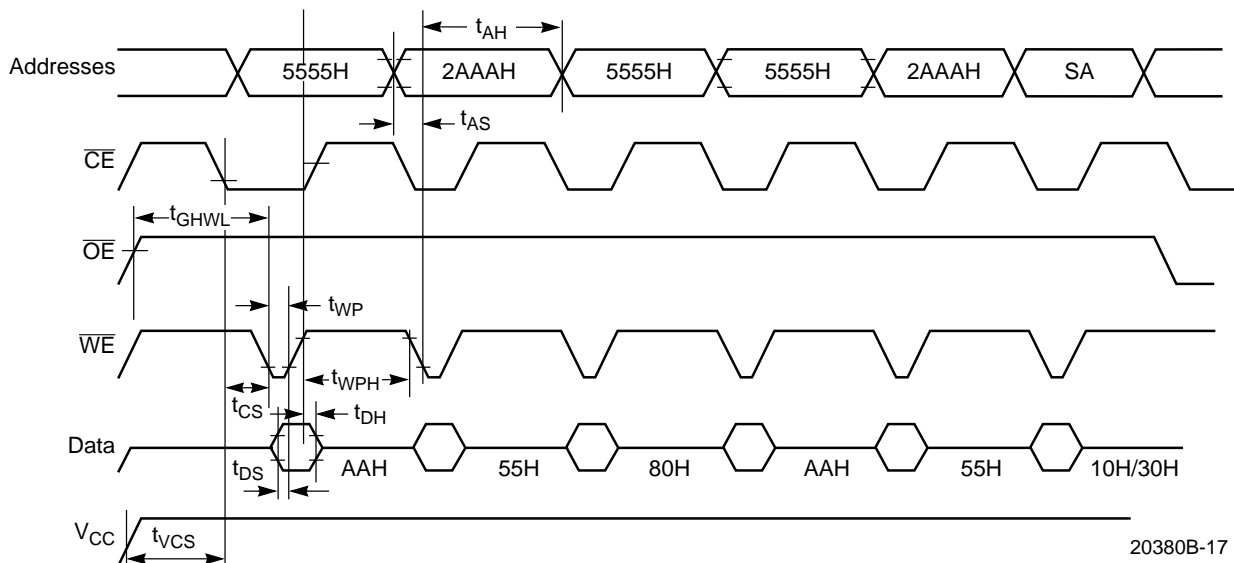 tAH
Addresses 5555H 2AAAH 5555H 5555H 2AAAH SA
tAS
CE
tGHWL
OE
tWP
WE
tWPH
tCS tDH
Data
tDS AAH 55H 80H AAH 55H 10H/30H
VCC tVCS
20380B-17